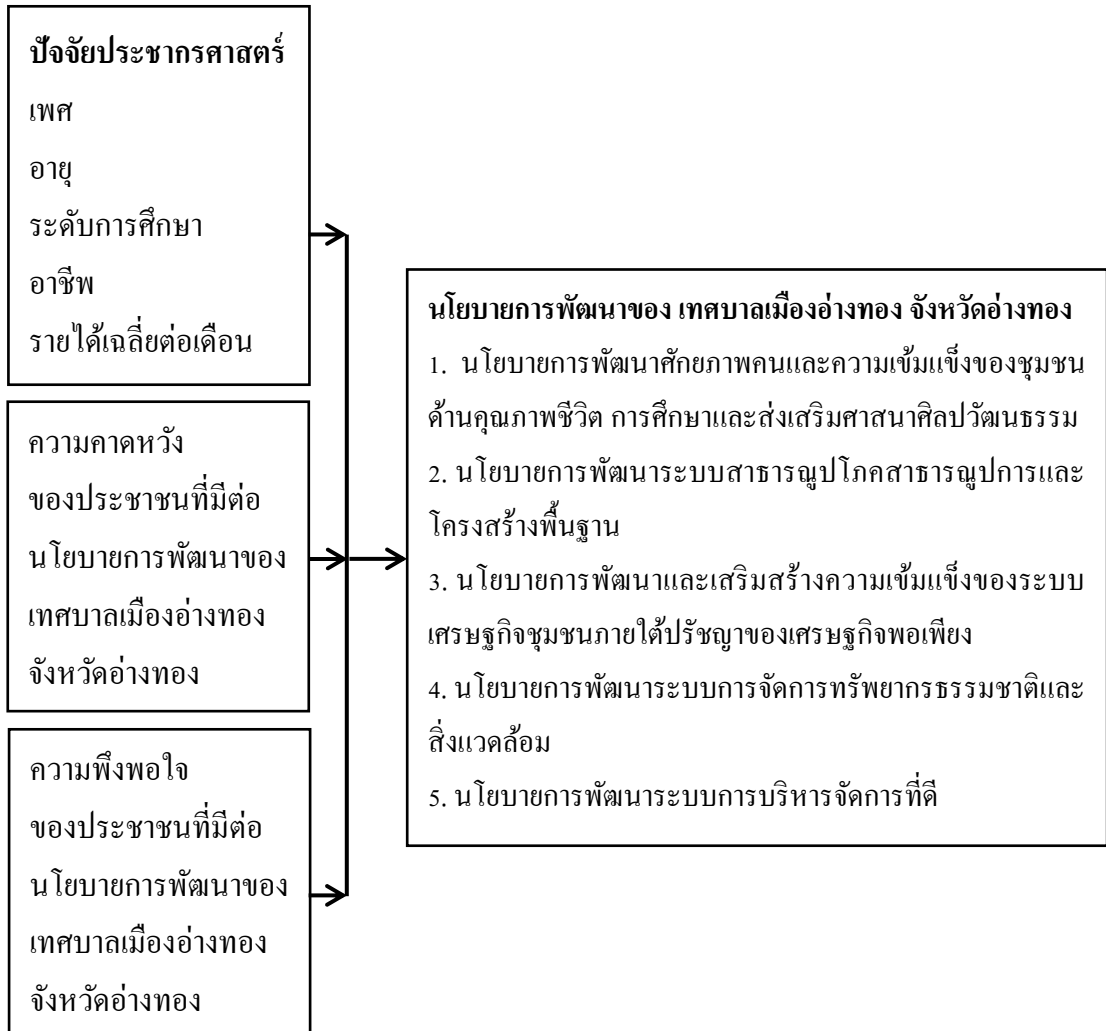 ปัจจัยประชากรศาสตร์
เพศ
อายุ
ระดับการศึกษา
อาชีพ
รายได้เฉลี่ยต่อเดือน
ความคาดหวัง
ของประชาชนที่มีต่อ
นโยบายการพัฒนาของ
เทศบาลเมืองอ่างทอง
จังหวัดอ่างทอง
ความพึงพอใจ
ของประชาชนที่มีต่อ
นโยบายการพัฒนาของ
เทศบาลเมืองอ่างทอง
จังหวัดอ่างทอง
นโยบายการพัฒนาของ เทศบาลเมืองอ่างทอง จังหวัดอ่างทอง
1. นโยบายการพัฒนาศักยภาพคนและความเข้มแข็งของชุมชน
ด้านคุณภาพชีวิต การศึกษาและส่งเสริมศาสนาศิลปวัฒนธรรม
2. นโยบายการพัฒนาระบบสาธารณูปโภคสาธารณูปการและ
โครงสร้างพื้นฐาน
3. นโยบายการพัฒนาและเสริมสร้างความเข้มแข็งของระบบ
เศรษฐกิจชุมชนภายใต้ปรัชญาของเศรษฐกิจพอเพียง
4. นโยบายการพัฒนาระบบการจัดการทรัพยากรธรรมชาติและ
สิ่งแวดล้อม
5. นโยบายการพัฒนาระบบการบริหารจัดการที่ดี